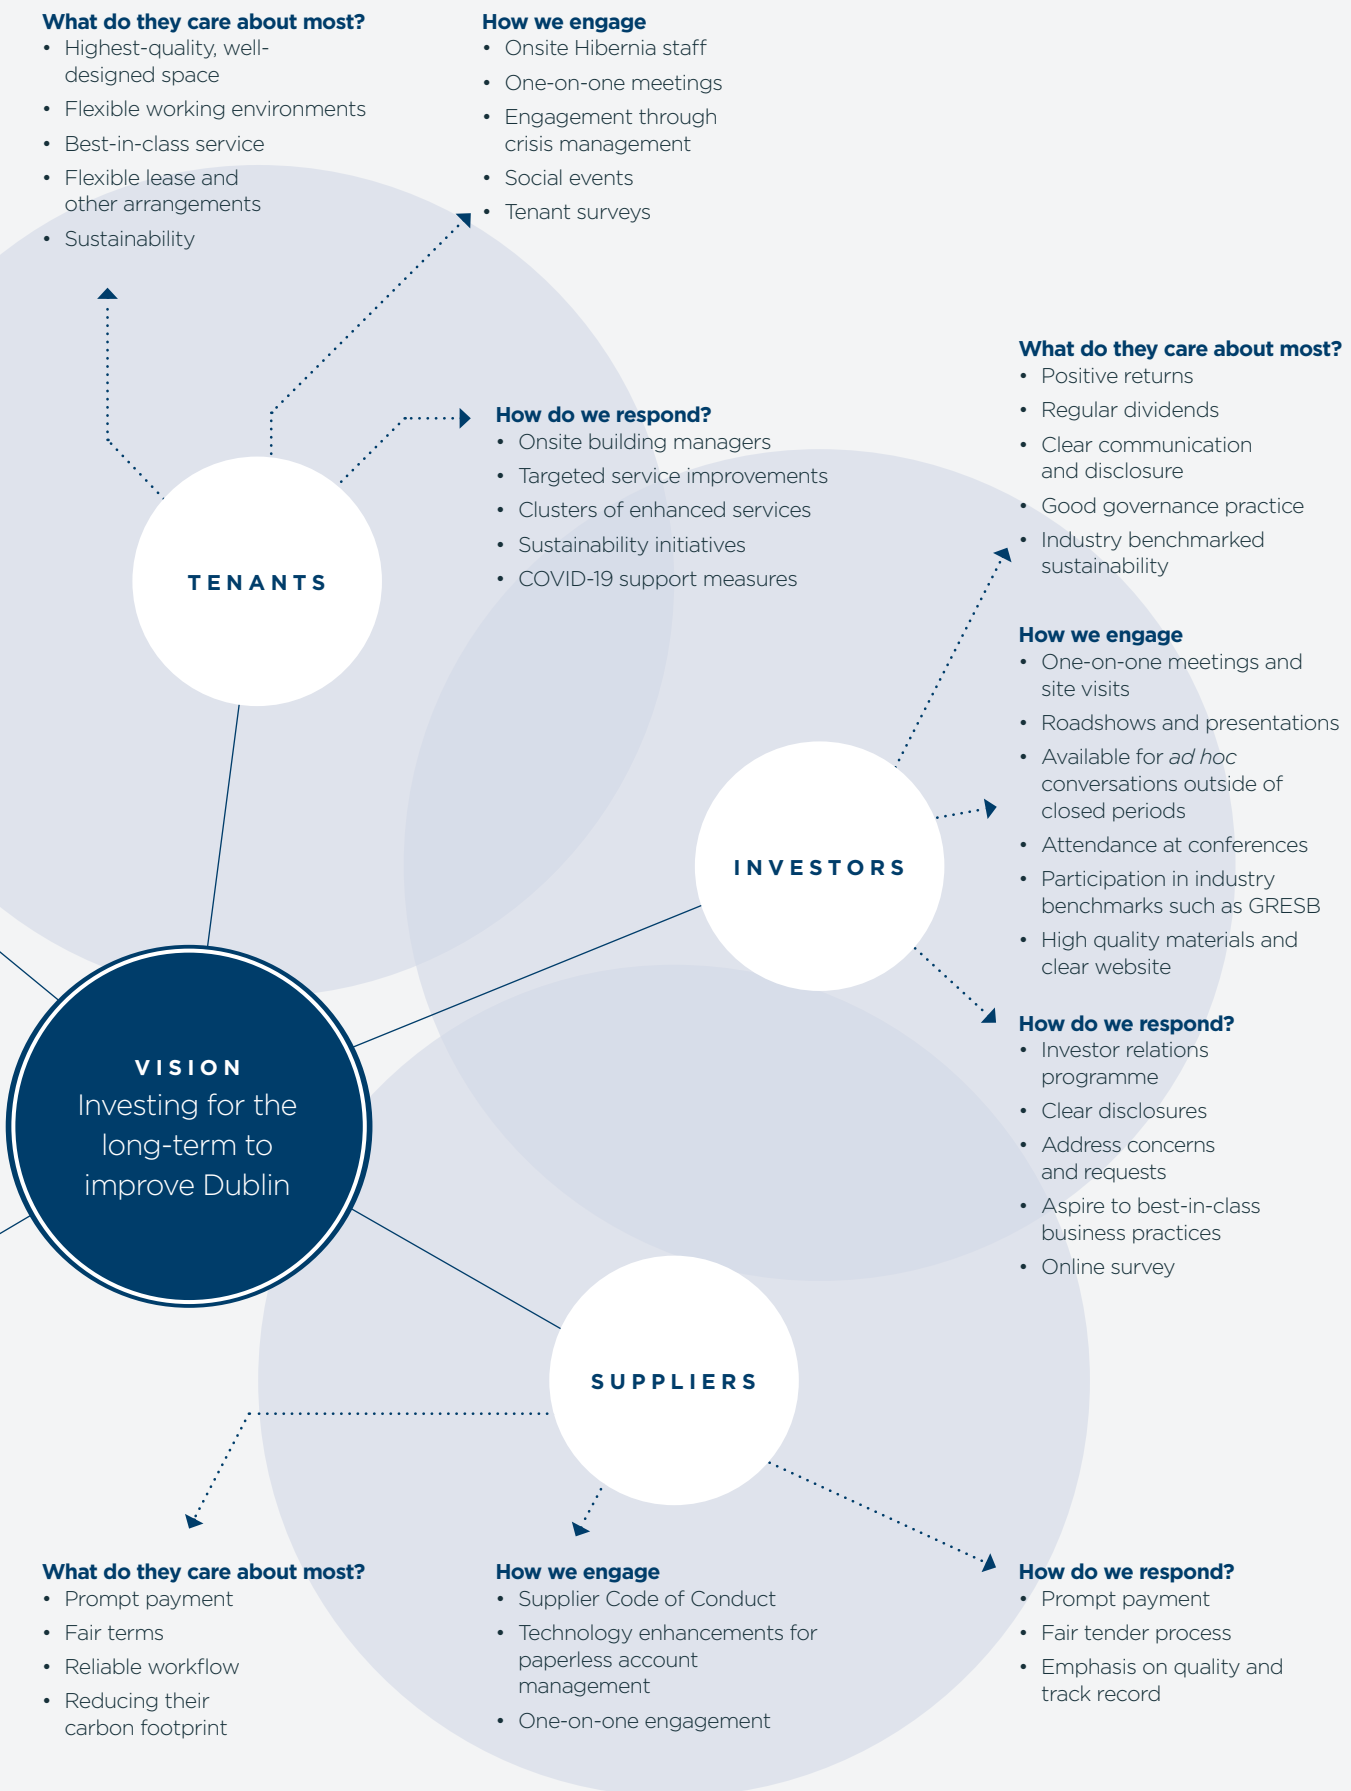 What do they care about most?
• Highest-quality, well-
designed space
• Flexible working environments
• Best-in-class service
• Flexible lease and
other arrangements
• Sustainability
How we engage
• Onsite Hibernia staff
• One-on-one meetings
• Engagement through
crisis management
• Social events
• Tenant surveys
How do we respond?
• Onsite building managers
• Targeted service improvements
• Clusters of enhanced services
• Sustainability initiatives
• COVID-19 support measures
TENANTS
What do they care about most?
• Positive returns
• Regular dividends
• Clear communication
and disclosure
• Good governance practice
• Industry benchmarked
sustainability
How we engage
• One-on-one meetings and
site visits
• Roadshows and presentations
• Available for ad hoc
conversations outside of
closed periods
• Attendance at conferences
• Participation in industry
benchmarks such as GRESB
• High quality materials and
clear website
INVESTORS
How do we respond?
• Investor relations
programme
• Clear disclosures
• Address concerns
and requests
• Aspire to best-in-class
business practices
• Online survey
VISION
Investing for the
long-term to
improve Dublin
SUPPLIERS
What do they care about most?
• Prompt payment
• Fair terms
• Reliable workflow
• Reducing their
carbon footprint
How we engage
• Supplier Code of Conduct
• Technology enhancements for
paperless account
management
• One-on-one engagement
How do we respond?
• Prompt payment
• Fair tender process
• Emphasis on quality and
track record